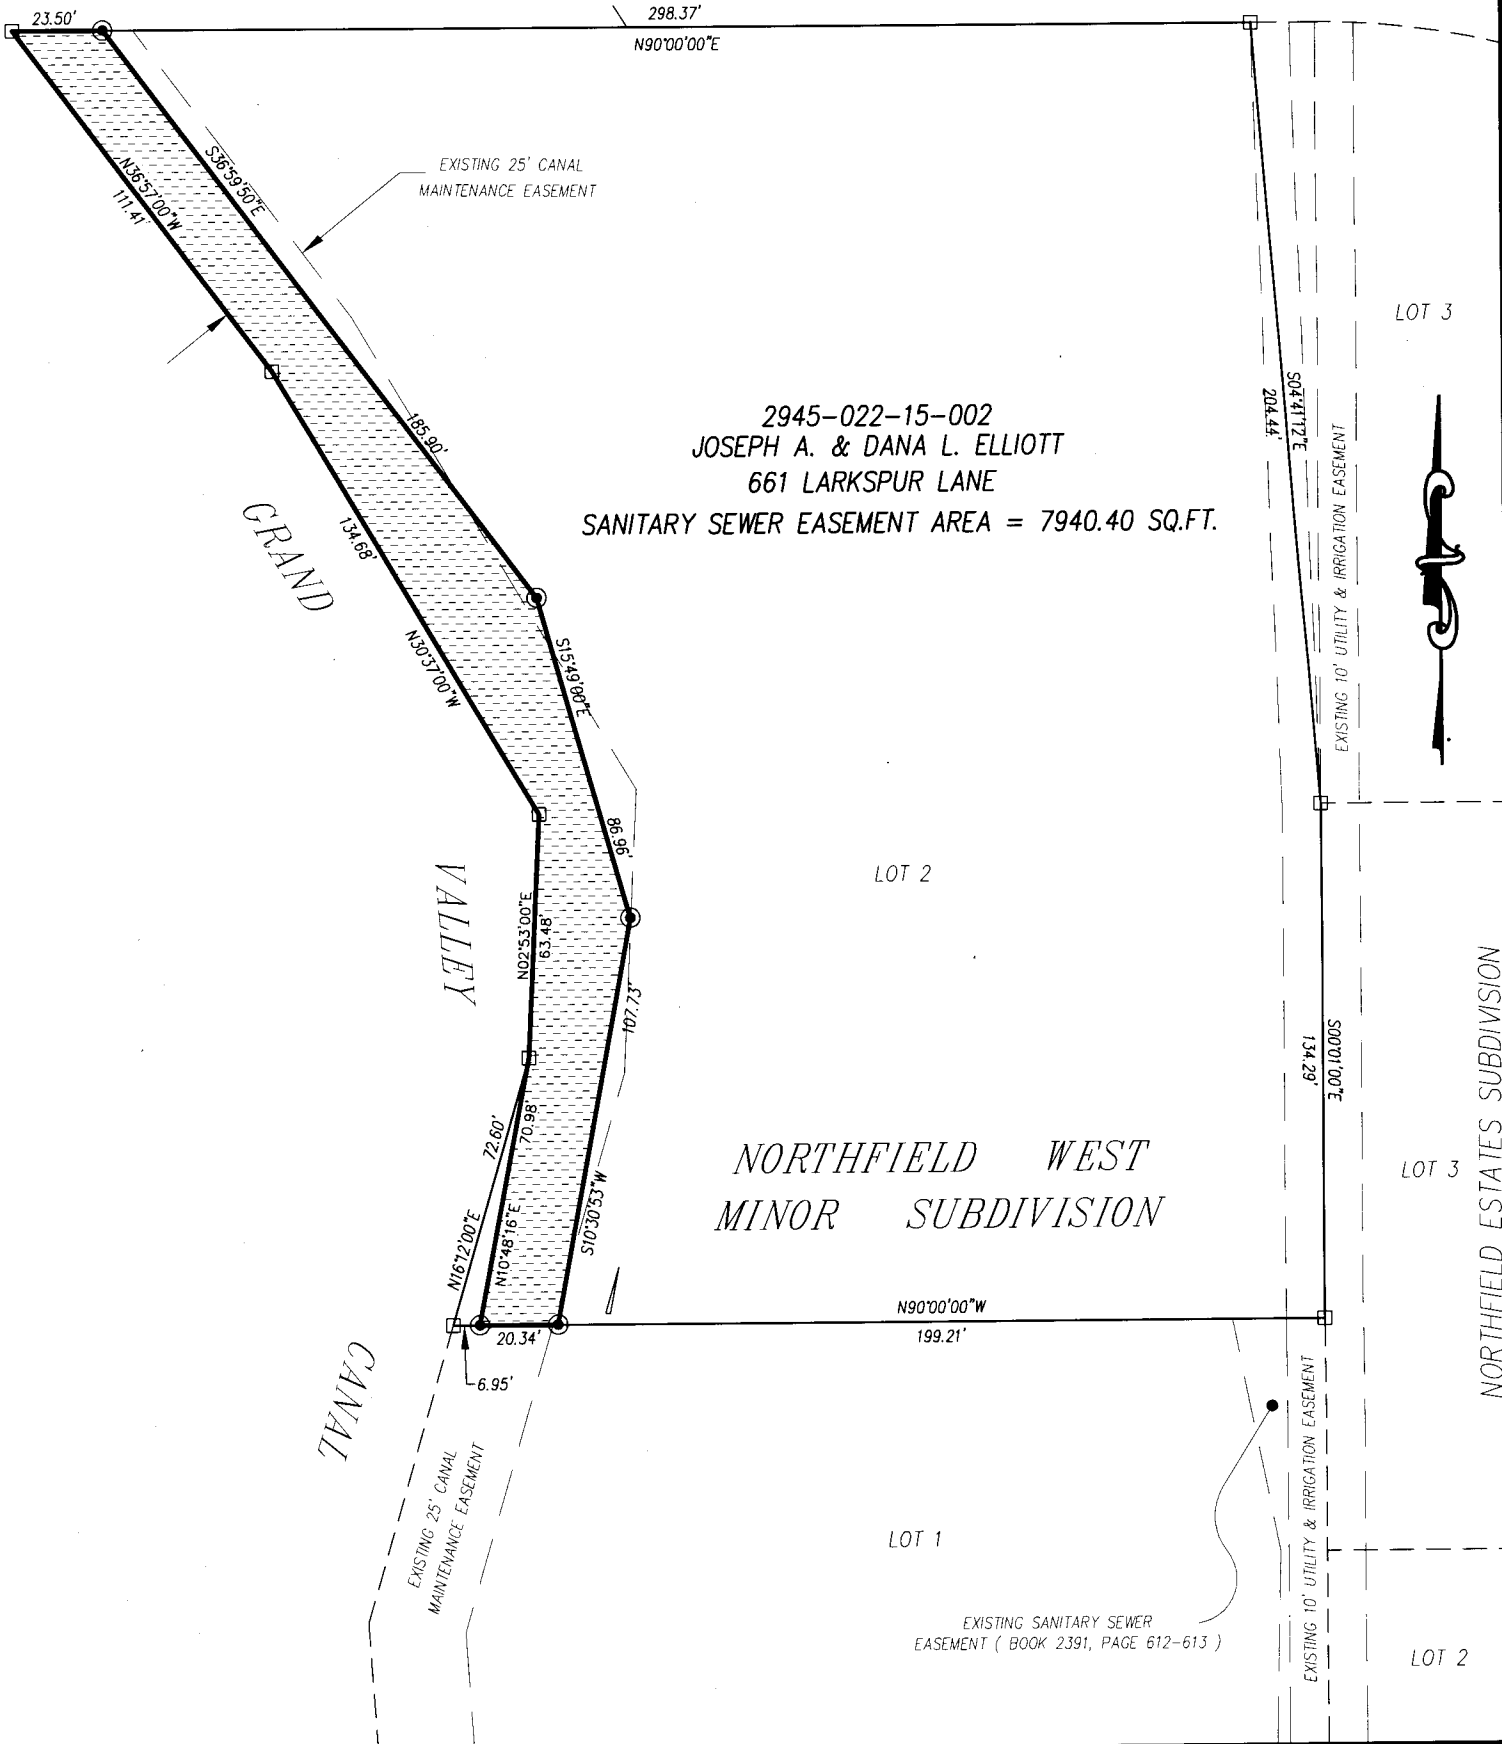 23.50'
298.37'
N90°00'00"E
S36°59'50"E
EXISTING 25' CANAL
MAINTENANCE EASEMENT
N36°57'00"W
111.41'
LOT 3
S04°41'12"E
204.44'
185.90'
2945-022-15-002
JOSEPH A. & DANA L. ELLIOTT
661 LARKSPUR LANE
SANITARY SEWER EASEMENT AREA = 7940.40 SQ.FT.
EXISTING 10' UTILITY & IRRIGATION EASEMENT
GRAND
134.68'
N30°37'00"W
S15°49'00"E
86.96'
LOT 2
VALLEY
N02°53'00"E
63.48'
107.73'
S00°01'00"E
134.29'
NORTHFIELD ESTATES SUBDIVISION
72.60'
70.98'
NORTHFIELD WEST
MINOR SUBDIVISION
LOT 3
N16°12'00"E
N10°48'16"E
S10°30'53"W
N90°00'00"W
199.21'
20.34'
6.95'
CANAL
EXISTING 25' CANAL
MAINTENANCE EASEMENT
EXISTING 10' UTILITY & IRRIGATION EASEMENT
LOT 1
EXISTING SANITARY SEWER
EASEMENT ( BOOK 2391, PAGE 612-613 )
LOT 2